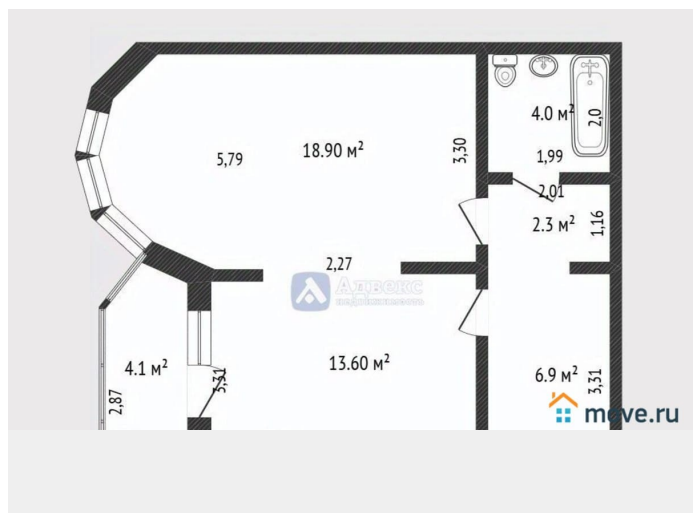 4.0 м²
2,0
18.90 м²
5,79
3,30
1,99
2,01
2.3 м²
1,16
2,27
Адвекс
недвижимость
13.60 м²
4.1 м²
3,31
6.9 м²
3,31
2,87
move.ru